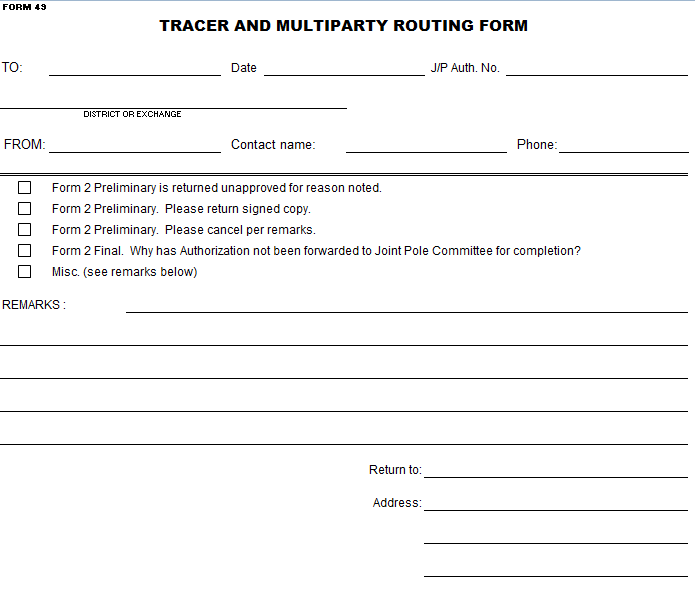 FORM 49
TRACER AND MULTIPARTY ROUTING FORM
TO: Date J/P Auth. No.
DISTRICT OR EXCHANGE
FROM: Contact name: Phone:
Form 2 Preliminary is returned unapproved for reason noted.
Form 2 Preliminary. Please return signed copy.
Form 2 Preliminary. Please cancel per remarks.
Form 2 Final. Why has Authorization not been forwarded to Joint Pole Committee for completion?
Misc. (see remarks below)
REMARKS :
Return to:
Address: